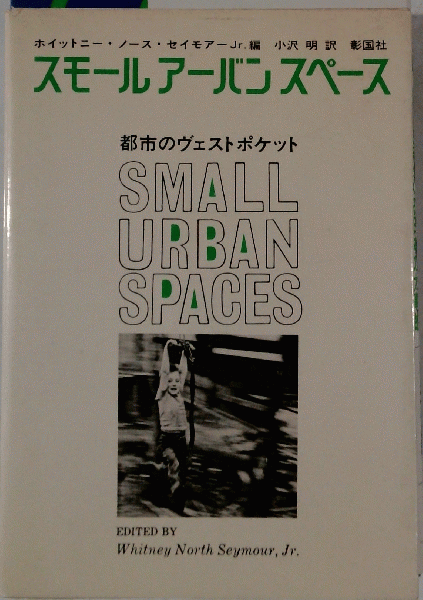 ホイットニー・ノース・セイモアーJr.編 小沢 明 訳 彰国社
スモールアーバンスペース
都市のヴェストポケット
SMALL
URBAN
SPACES
EDITED BY
Whitney North Seymour, Jr.